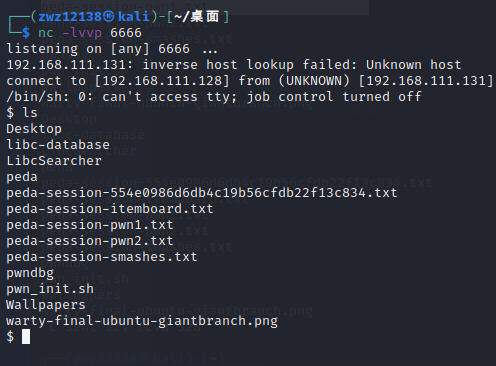 ┌──(zwz12138㉿kali)-[~/桌面]
└─$ nc -lvvp 6666
listening on [any] 6666 ...
192.168.111.131: inverse host lookup failed: Unknown host
connect to [192.168.111.128] from (UNKNOWN) [192.168.111.131]
/bin/sh: 0: can't access tty; job control turned off
$ ls
Desktop
libc-database
LibcSearcher
peda
peda-session-554e0986d6db4c19b56cfdb22f13c834.txt
peda-session-itemboard.txt
peda-session-pwn1.txt
peda-session-pwn2.txt
peda-session-smashes.txt
pwndbg
pwn_init.sh
Wallpapers
warty-final-ubuntu-giantbranch.png
$